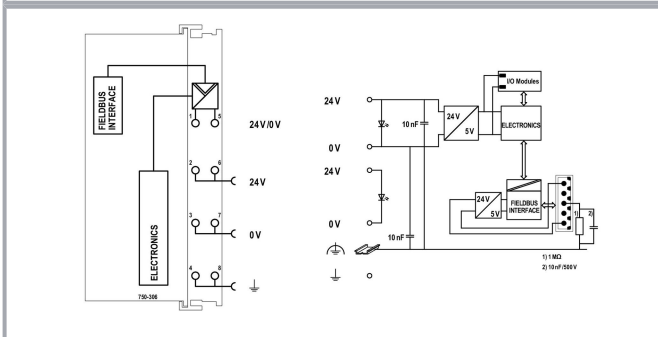 FIELDBUS
INTERFACE
1 5
24 V/0 V
2 6
24 V
3 7
0 V
ELECTRONICS
4 8
750-306
24 V
0 V
24 V
0 V
10 nF
10 nF
24 V
5 V
I/O Modules
ELECTRONICS
24 V
5 V
FIELDBUS
INTERFACE
1)
2)
1) 1 MΩ
2) 10 nF/500 V